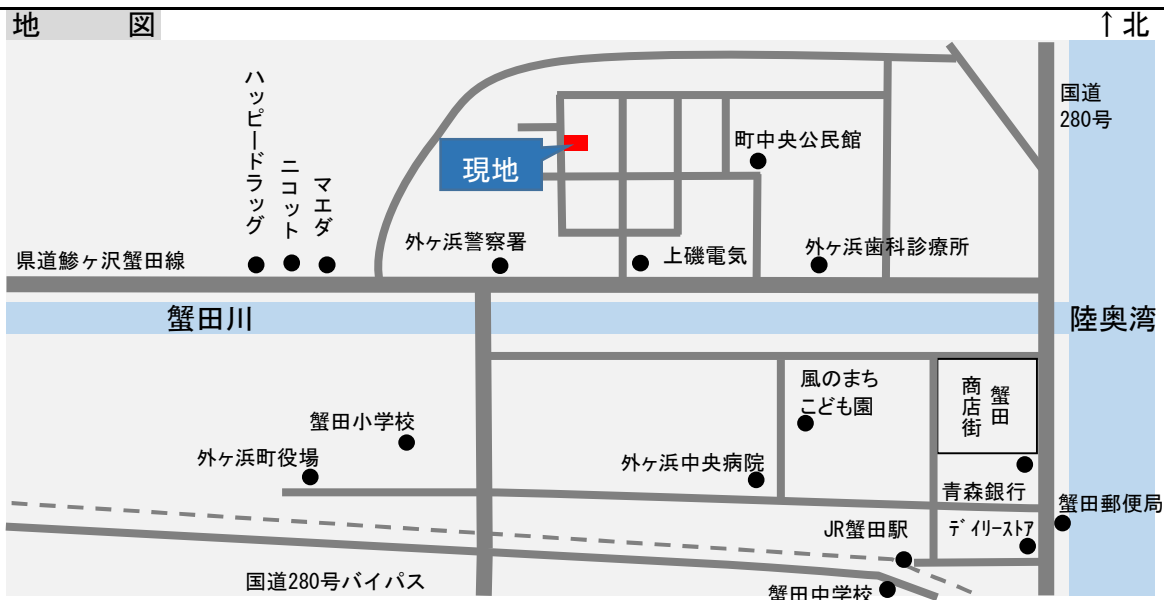 地　図
↑北
ハッピードラッグ
ニコット
マエダ
国道
280号
町中央公民館
現地
外ヶ浜警察署
上磯電気
外ヶ浜歯科診療所
県道鯵ヶ沢蟹田線
蟹田川
陸奥湾
風のまち
こども園
蟹田
商店街
蟹田小学校
外ヶ浜町役場
外ヶ浜中央病院
青森銀行
蟹田郵便局
JR蟹田駅
ﾃﾞｲﾘｰｽﾄｱ
国道280号バイパス
蟹田中学校